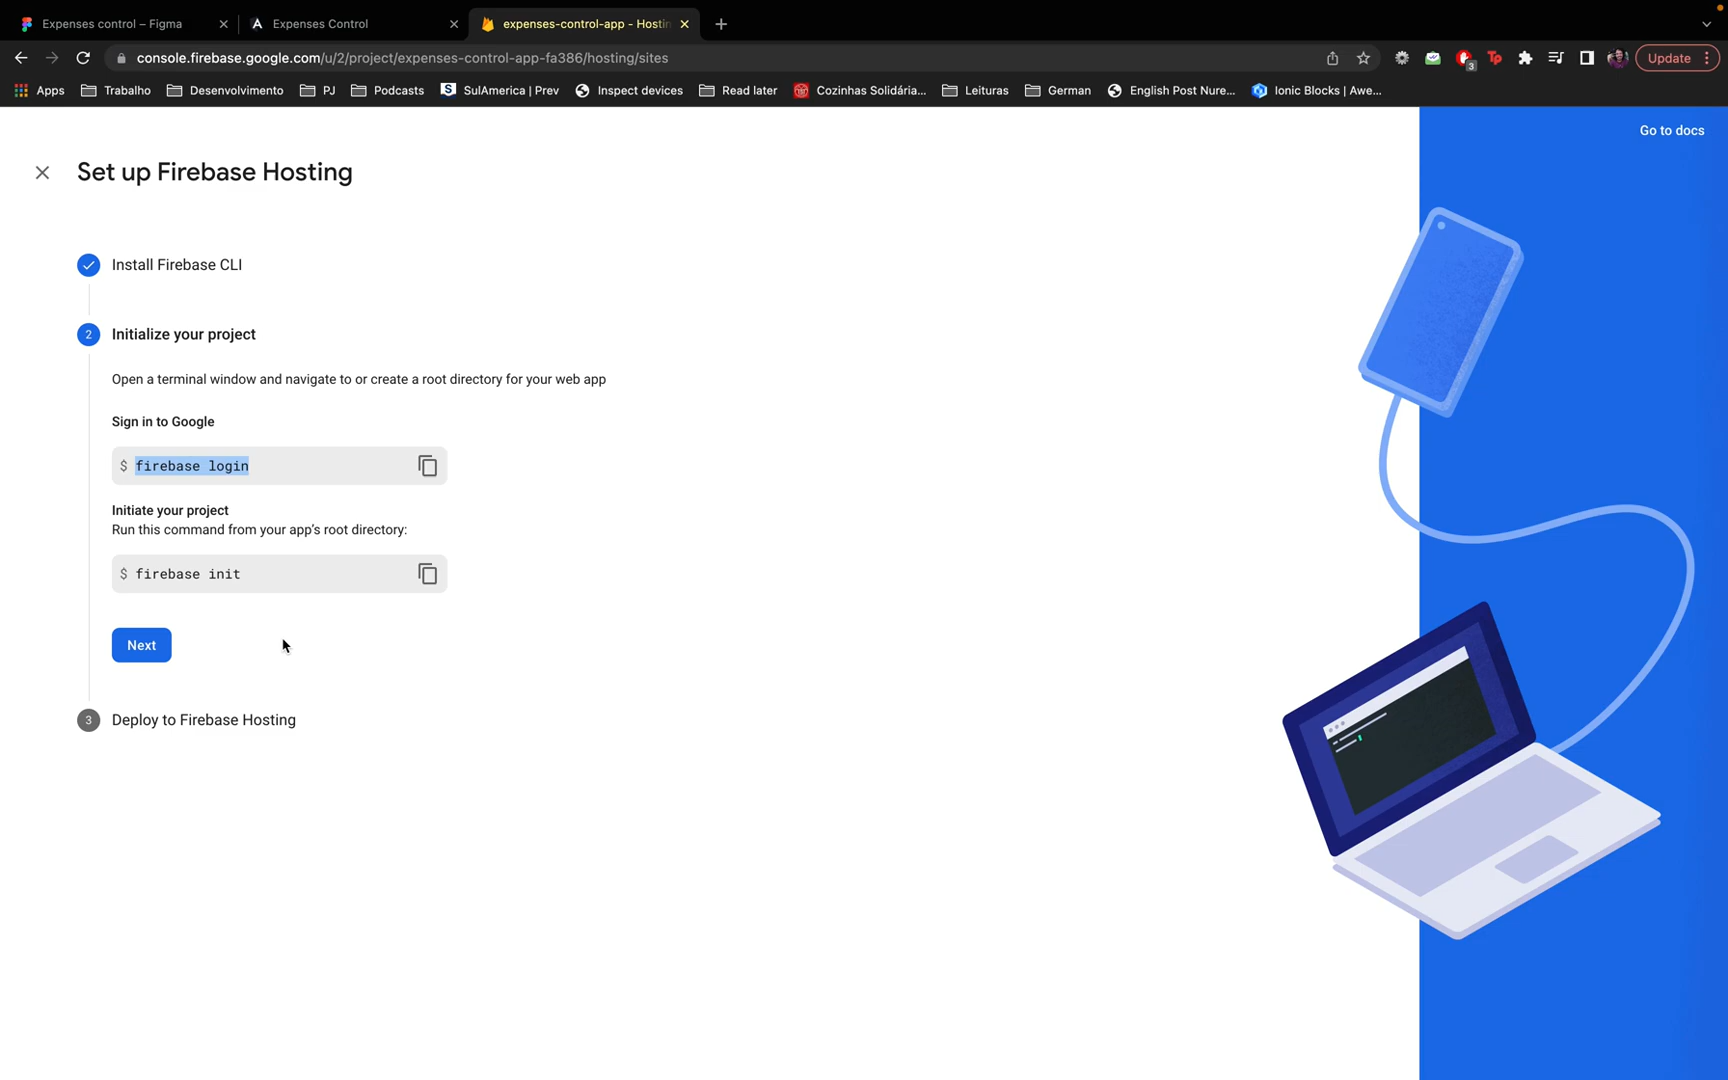 Expenses control – Figma
Expenses Control
expenses-control-app - Hostin
console.firebase.google.com/u/2/project/expenses-control-app-fa386/hosting/sites
3
Update
Apps
Trabalho
Desenvolvimento
PJ
Podcasts
SulAmerica | Prev
Inspect devices
Read later
Cozinhas Solidária...
Leituras
German
English Post Nure...
Ionic Blocks | Awe...
Go to docs
Set up Firebase Hosting
Install Firebase CLI
2 Initialize your project
Open a terminal window and navigate to or create a root directory for your web app
Sign in to Google
$ firebase login
Initiate your project
Run this command from your app's root directory:
$ firebase init
Next
3 Deploy to Firebase Hosting